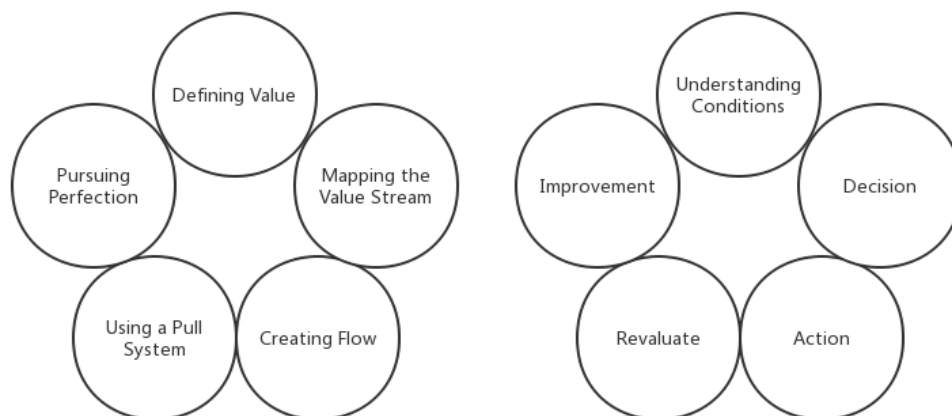 Defining Value
Mapping the
Value Stream
Creating Flow
Using a Pull
System
Pursuing
Perfection
Understanding
Conditions
Decision
Action
Revaluate
Improvement